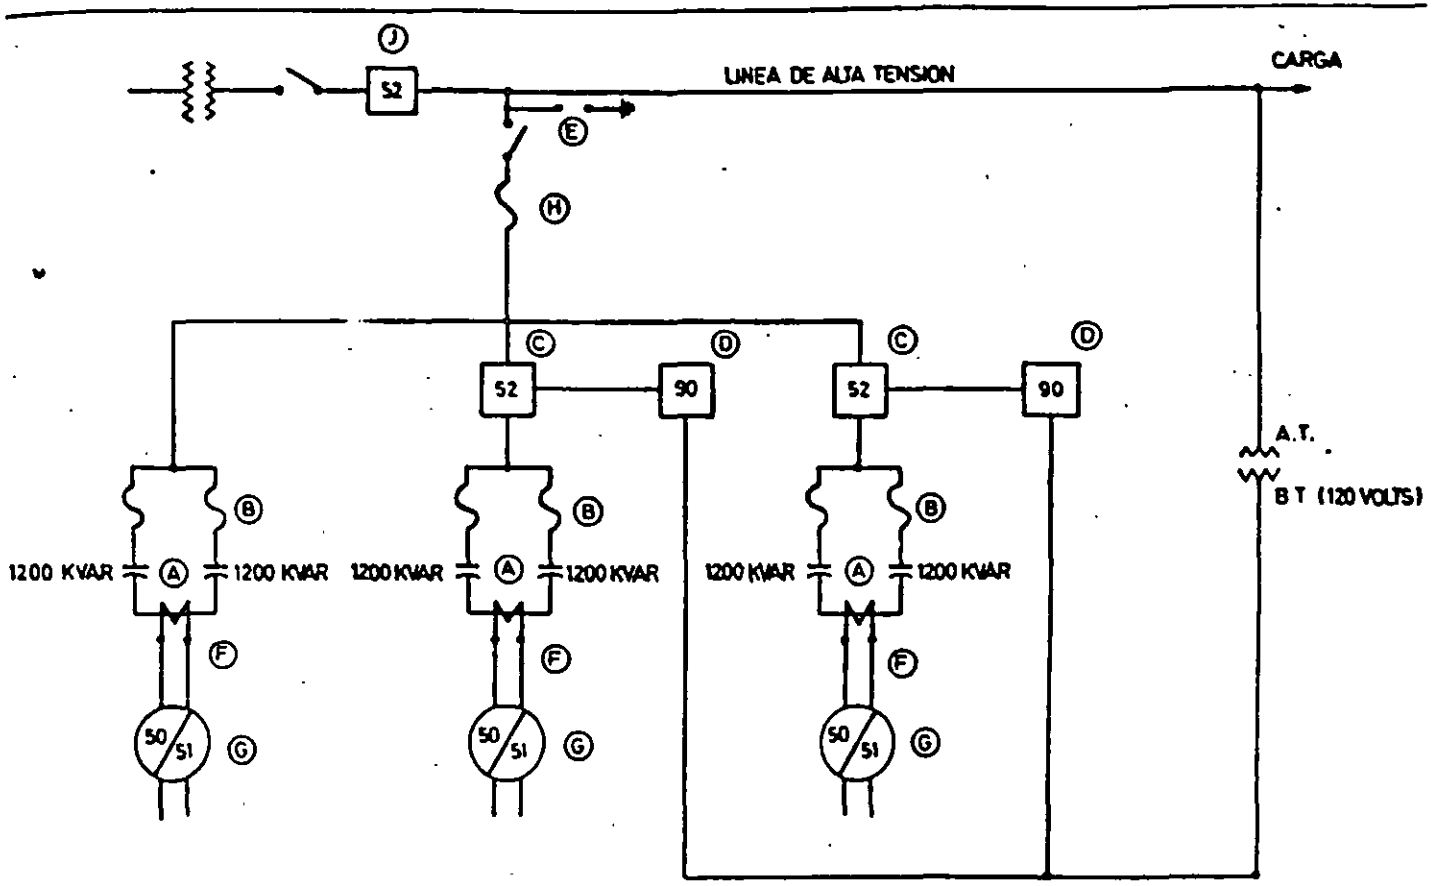 J
52
LINEA DE ALTA TENSION
CARGA
E
H
C
D
C
D
52
90
52
90
A.T.
B T (120 VOLTS)
B
B
B
1200 KVAR
A
1200 KVAR
1200 KVAR
A
1200 KVAR
1200 KVAR
A
1200 KVAR
F
F
F
50
51
G
50
51
G
50
51
G